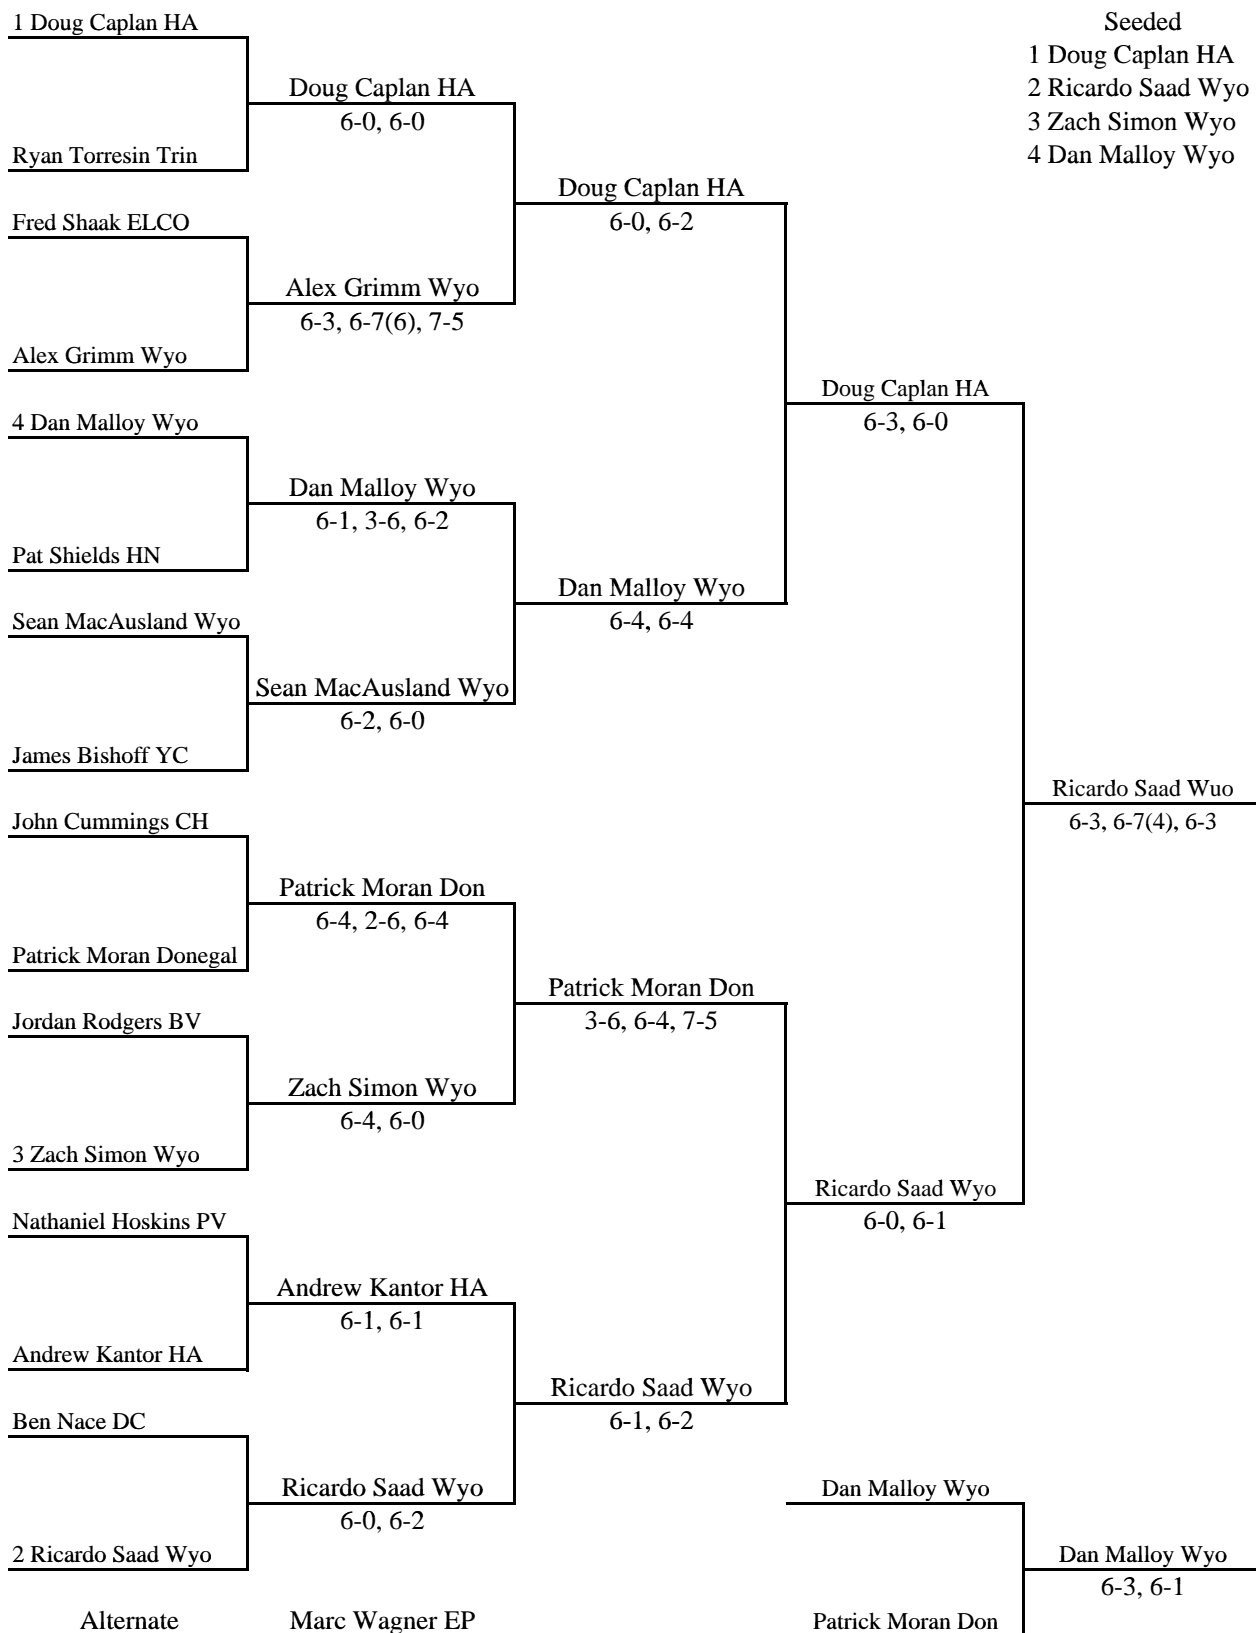 1 Doug Caplan HA
Seeded
1 Doug Caplan HA
2 Ricardo Saad Wyo
3 Zach Simon Wyo
4 Dan Malloy Wyo
Doug Caplan HA
6-0, 6-0
Ryan Torresin Trin
Doug Caplan HA
6-0, 6-2
Fred Shaak ELCO
Alex Grimm Wyo
6-3, 6-7(6), 7-5
Alex Grimm Wyo
Doug Caplan HA
6-3, 6-0
4 Dan Malloy Wyo
Dan Malloy Wyo
6-1, 3-6, 6-2
Pat Shields HN
Dan Malloy Wyo
6-4, 6-4
Sean MacAusland Wyo
Sean MacAusland Wyo
6-2, 6-0
James Bishoff YC
Ricardo Saad Wuo
6-3, 6-7(4), 6-3
John Cummings CH
Patrick Moran Don
6-4, 2-6, 6-4
Patrick Moran Donegal
Patrick Moran Don
3-6, 6-4, 7-5
Jordan Rodgers BV
Zach Simon Wyo
6-4, 6-0
3 Zach Simon Wyo
Ricardo Saad Wyo
6-0, 6-1
Nathaniel Hoskins PV
Andrew Kantor HA
6-1, 6-1
Andrew Kantor HA
Ricardo Saad Wyo
6-1, 6-2
Ben Nace DC
Ricardo Saad Wyo
6-0, 6-2
Dan Malloy Wyo
2 Ricardo Saad Wyo
Dan Malloy Wyo
6-3, 6-1
Alternate
Marc Wagner EP
Patrick Moran Don